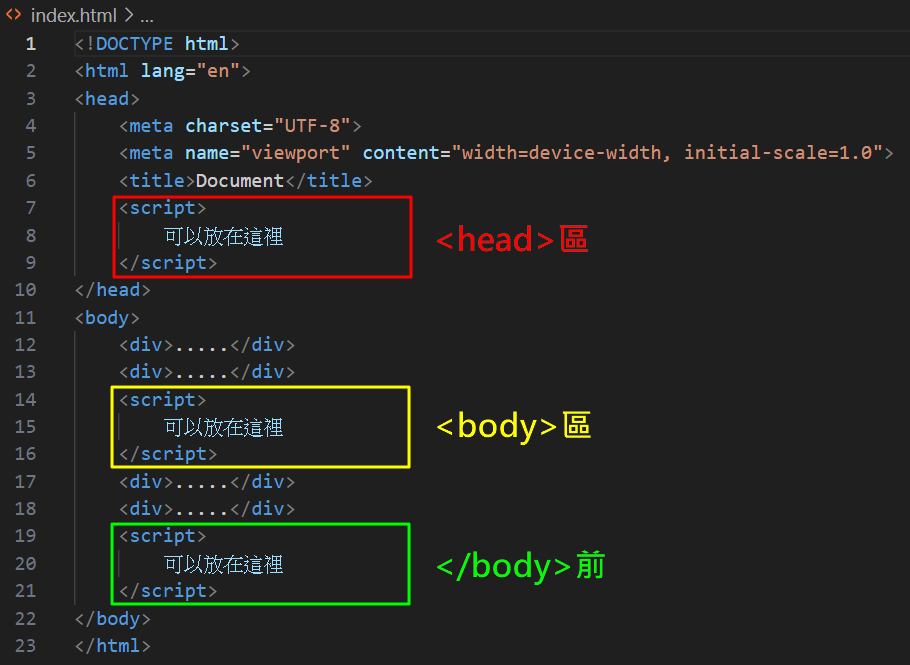 index.html > ...
1 <!DOCTYPE html>
2 <html lang="en">
3 <head>
4 <meta charset="UTF-8">
5 <meta name="viewport" content="width=device-width, initial-scale=1.0">
6 <title>Document</title>
7 <script>
8 可以放在這裡 <head>區
9 </script>
10 </head>
11 <body>
12 <div>.....</div>
13 <div>.....</div>
14 <script>
15 可以放在這裡 <body>區
16 </script>
17 <div>.....</div>
18 <div>.....</div>
19 <script>
20 可以放在這裡 </body>前
21 </script>
22 </body>
23 </html>